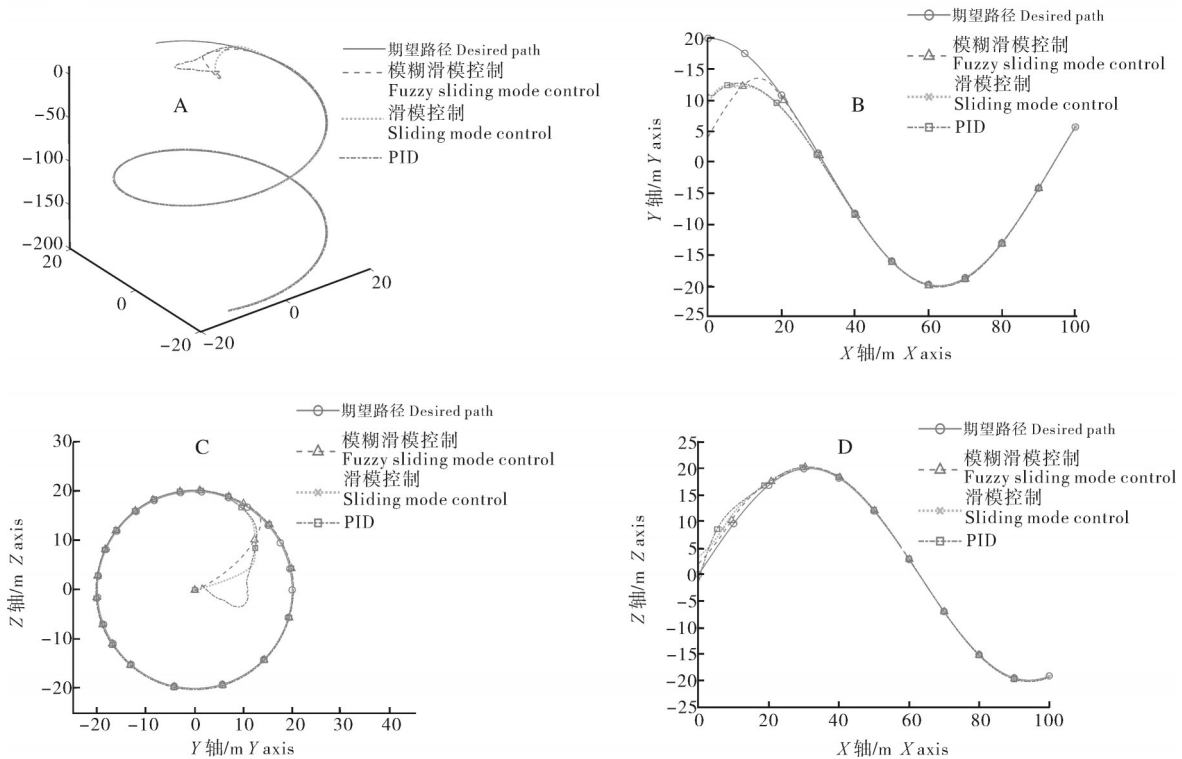 期望路径 Desired path
模糊滑模控制
Fuzzy sliding mode control
滑模控制
Sliding mode control
PID
A
0
-50
-100
-150
-200
20
0
-20
-20
0
20
期望路径 Desired path
模糊滑模控制
Fuzzy sliding mode control
滑模控制
Sliding mode control
PID
B
20
-15
10
5
0
-5
-10
-15
-20
-25
0
20
40
60
80
100
Y 轴/m Y axis
X 轴/m X axis
期望路径 Desired path
模糊滑模控制
Fuzzy sliding mode control
滑模控制
Sliding mode control
PID
C
30
20
10
0
-10
-20
-20
-10
0
10
20
30
40
Z 轴/m Z axis
Y 轴/m Y axis
期望路径 Desired path
模糊滑模控制
Fuzzy sliding mode control
滑模控制
Sliding mode control
PID
D
25
20
15
10
5
0
-5
-10
-15
-20
-25
0
20
40
60
80
100
Z 轴/m Z axis
X 轴/m X axis